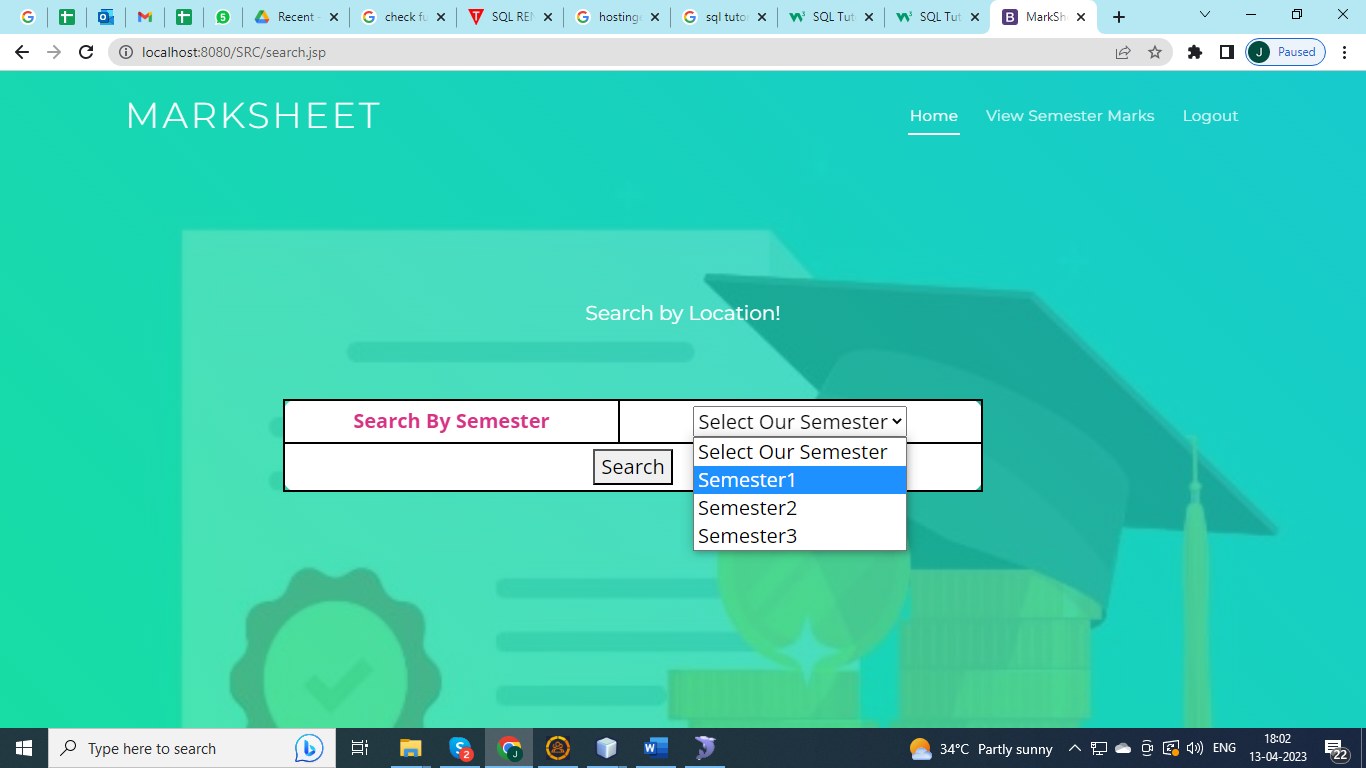 Recent - check fu SQL REN hostinge sql tutor SQL Tut SQL Tut MarkSh
localhost:8080/SRC/search.jsp J Paused
MARKSHEET
Home View Semester Marks Logout
Search by Location!
Search By Semester Select Our Semester
Select Our Semester
Search
Semester1
Semester2
Semester3
Type here to search 34°C Partly sunny ENG 18:02
13-04-2023 22